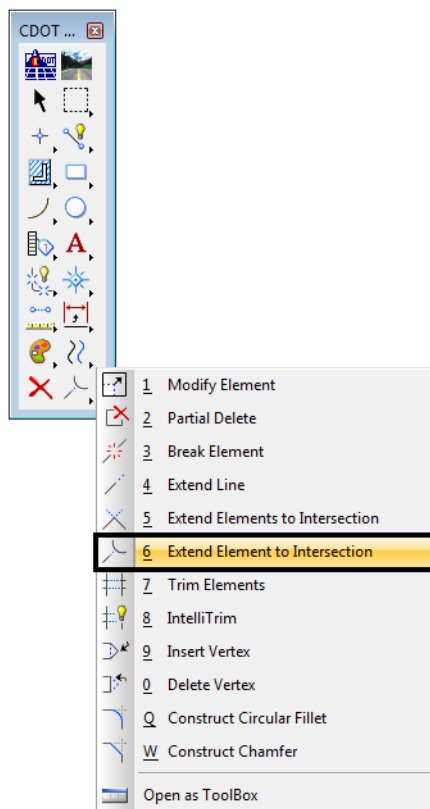 CDOT ...
CDOT
A
1 Modify Element
2 Partial Delete
3 Break Element
4 Extend Line
5 Extend Elements to Intersection
6 Extend Element to Intersection
7 Trim Elements
8 IntelliTrim
9 Insert Vertex
0 Delete Vertex
Q Construct Circular Fillet
W Construct Chamfer
Open as ToolBox